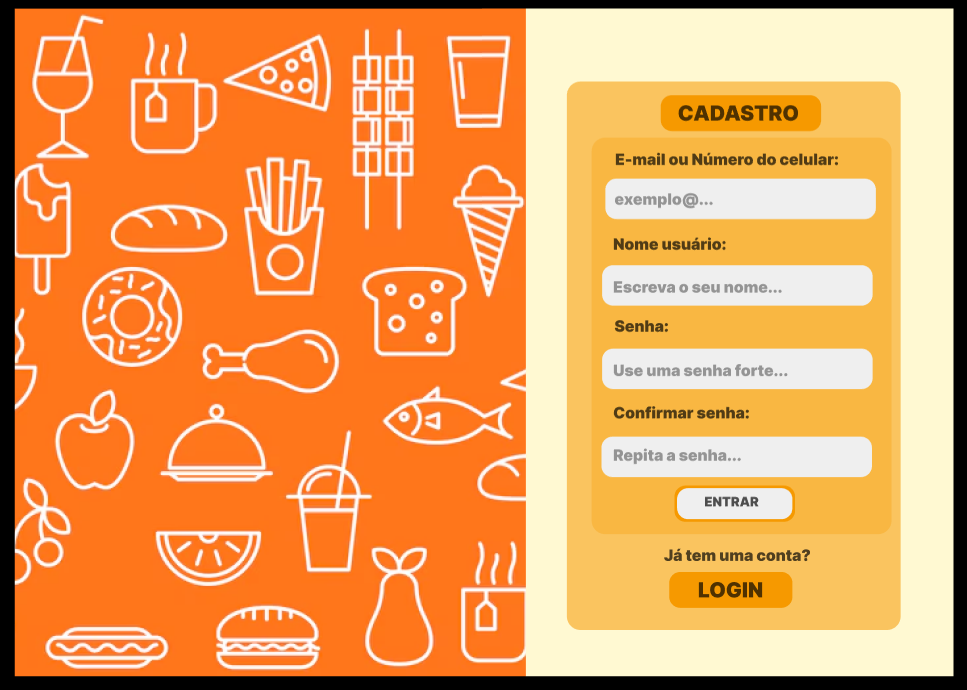 CADASTRO
E-mail ou Número do celular:
exemplo@...
Nome usuário:
Escreva o seu nome...
Senha:
Use uma senha forte...
Confirmar senha:
Repita a senha...
ENTRAR
Já tem uma conta?
LOGIN